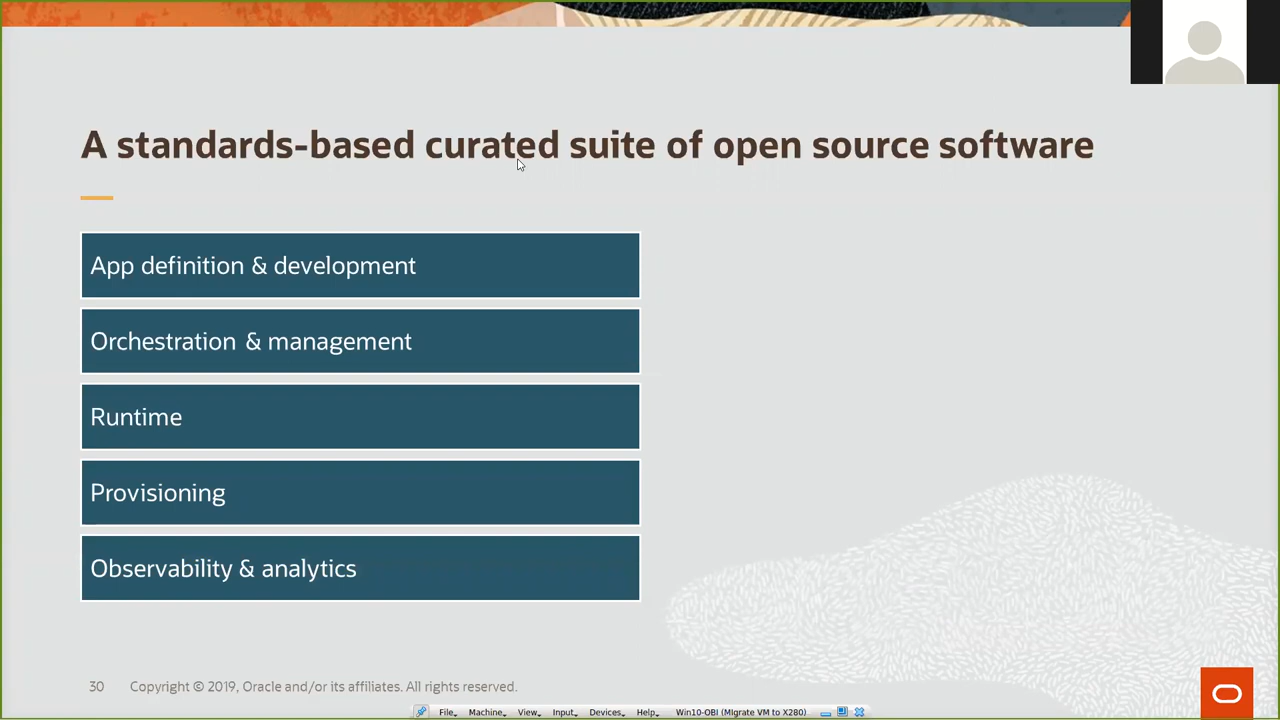 A standards-based curated suite of open source software
App definition & development
Orchestration & management
Runtime
Provisioning
Observability & analytics
30 Copyright © 2019, Oracle and/or its affiliates. All rights reserved.
File Machine View Input Devices Help Win10-OBI (MIgrate VM to X280)